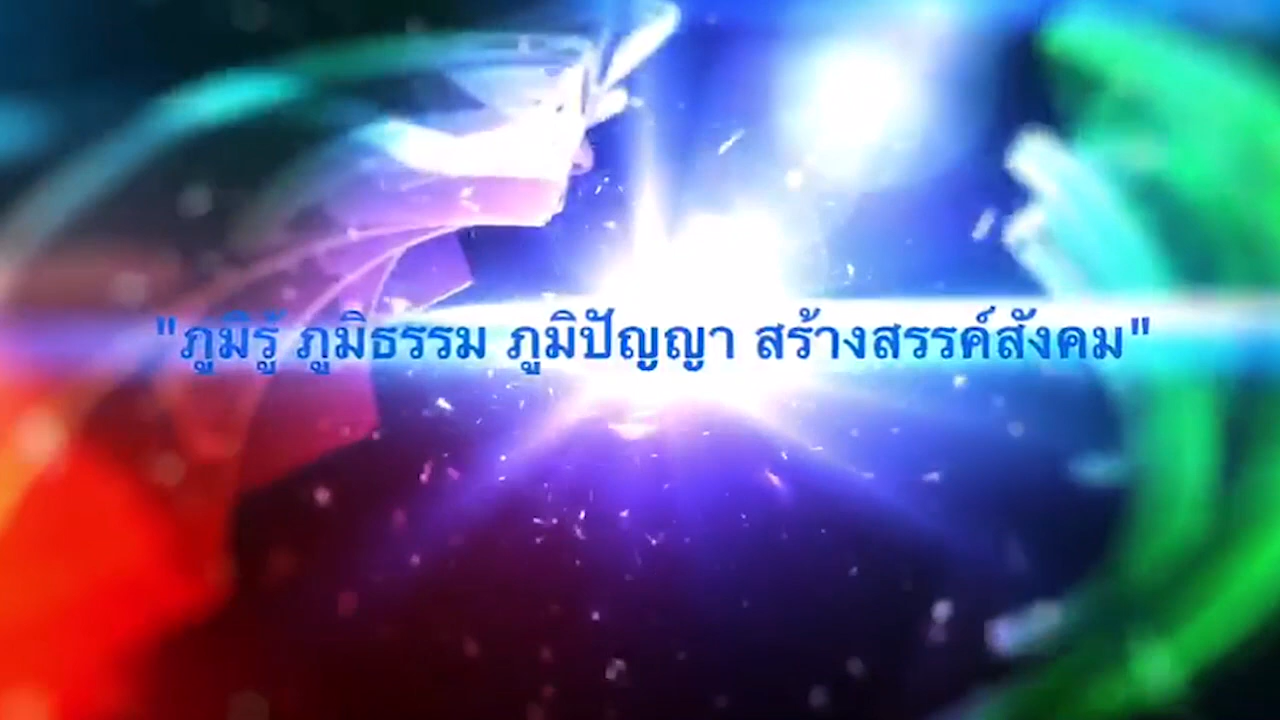 "ภูมิรู้ ภูมิธรรม ภูมิปัญญา สร้างสรรค์สังคม"